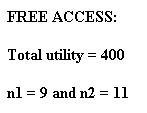 FREE ACCESS:
Total utility = 400
n1 = 9 and n2 = 11